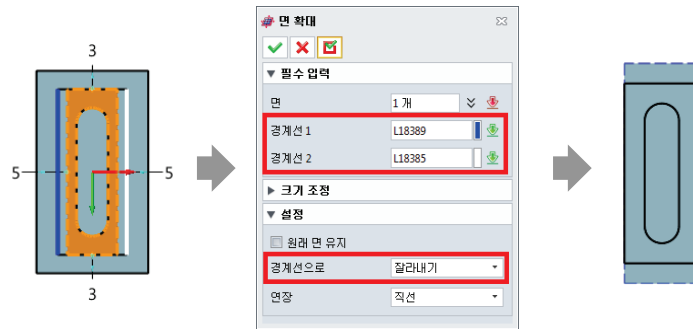 3
5
5
3
면 확대
▼ 필수 입력
면 1 개
경계선 1 L18389
경계선 2 L18385
▶ 크기 조정
▼ 설정
원래 면 유지
경계선으로 잘라내기
연장 직선